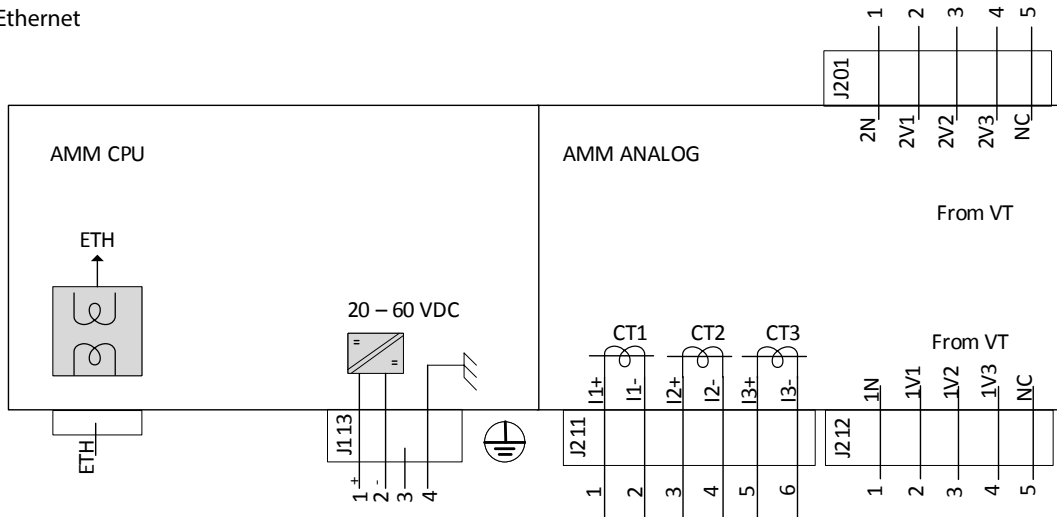 Ethernet
1 2 3 4 5
J201
2N 2V1 2V2 2V3 NC
AMM CPU
AMM ANALOG
From VT
ETH
20 – 60 VDC
= =
CT1 CT2 CT3
From VT
I1+ I1- I2+ I2- I3+ I3-
1N 1V1 1V2 1V3 NC
ETH
J113
J211
J212
+ -
1 2 3 4
1 2 3 4 5 6
1 2 3 4 5